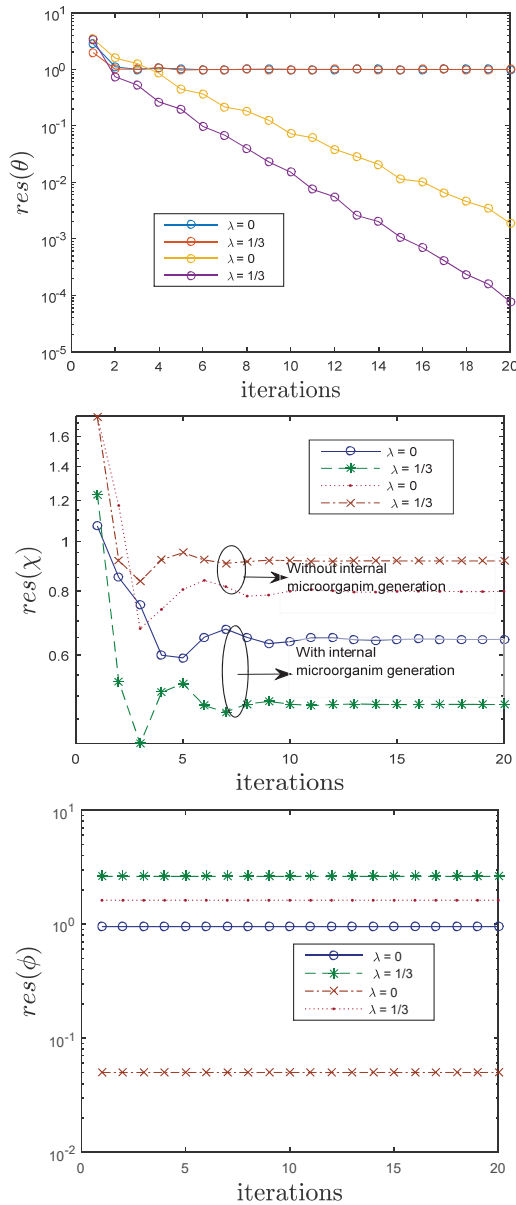 10^1
10^0
10^-1
10^-2
10^-3
10^-4
10^-5
res(θ)
λ = 0
λ = 1/3
λ = 0
λ = 1/3
0 2 4 6 8 10 12 14 16 18 20
iterations
1.6
1.4
1.2
1
0.8
0.6
res(χ)
λ = 0
λ = 1/3
λ = 0
λ = 1/3
Without internal
microorganim generation
With internal
microorganim generation
0 5 10 15 20
iterations
10^1
10^0
10^-1
10^-2
res(ϕ)
λ = 0
λ = 1/3
λ = 0
λ = 1/3
0 5 10 15 20
iterations